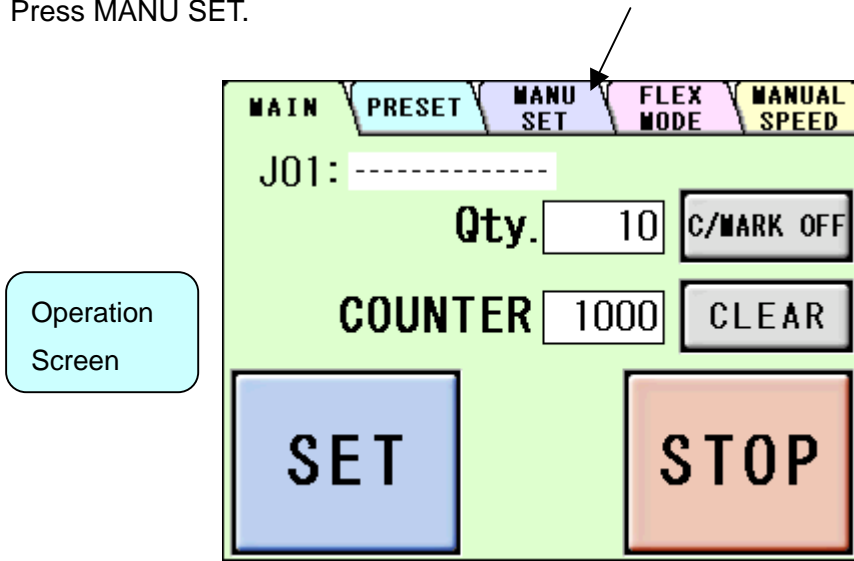 Press MANU SET.
MAIN PRESET MANU SET FLEX MODE MANUAL SPEED
J01: --------------
Qty. 10 C/MARK OFF
COUNTER 1000 CLEAR
Operation
Screen
SET STOP